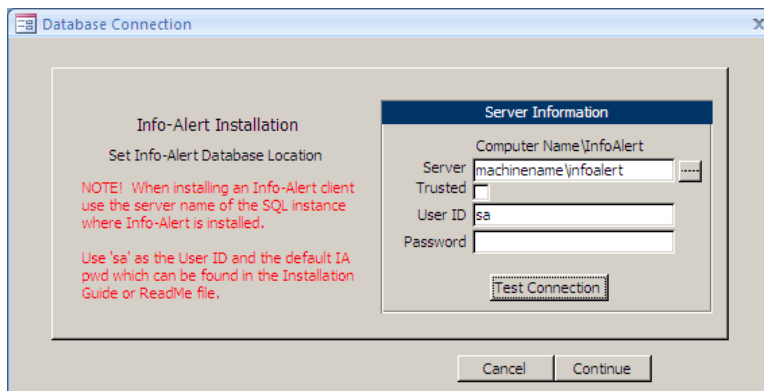 Database Connection
Info-Alert Installation
Set Info-Alert Database Location
NOTE! When installing an Info-Alert client
use the server name of the SQL instance
where Info-Alert is installed.
Use 'sa' as the User ID and the default IA
pwd which can be found in the Installation
Guide or ReadMe file.
Server Information
Computer Name\InfoAlert
Server machinename\infoalert
Trusted
User ID sa
Password
Test Connection
Cancel Continue